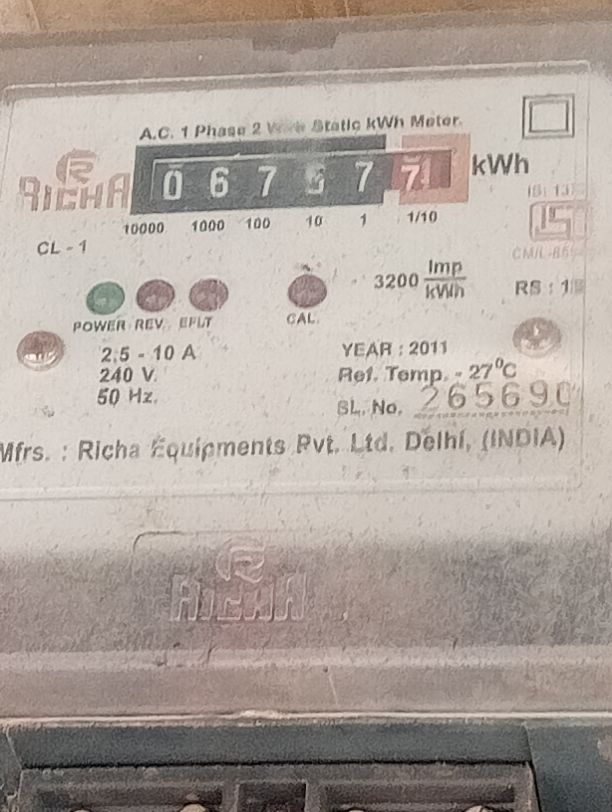 A.C. 1 Phase 2 Wire Static kWh Meter
RICHA
0 6 7 7 7 kWh
10000 1000 100 10 1 1/10
CL - 1
3200 Imp/kWh
POWER REV. EFLT CAL.
2.5 - 10 A
240 V.
50 Hz.
YEAR : 2011
Ref. Temp. - 27°C
SL. No. 265690
Mfrs. : Richa Equipments Pvt. Ltd. Delhi, (INDIA)
RICHA